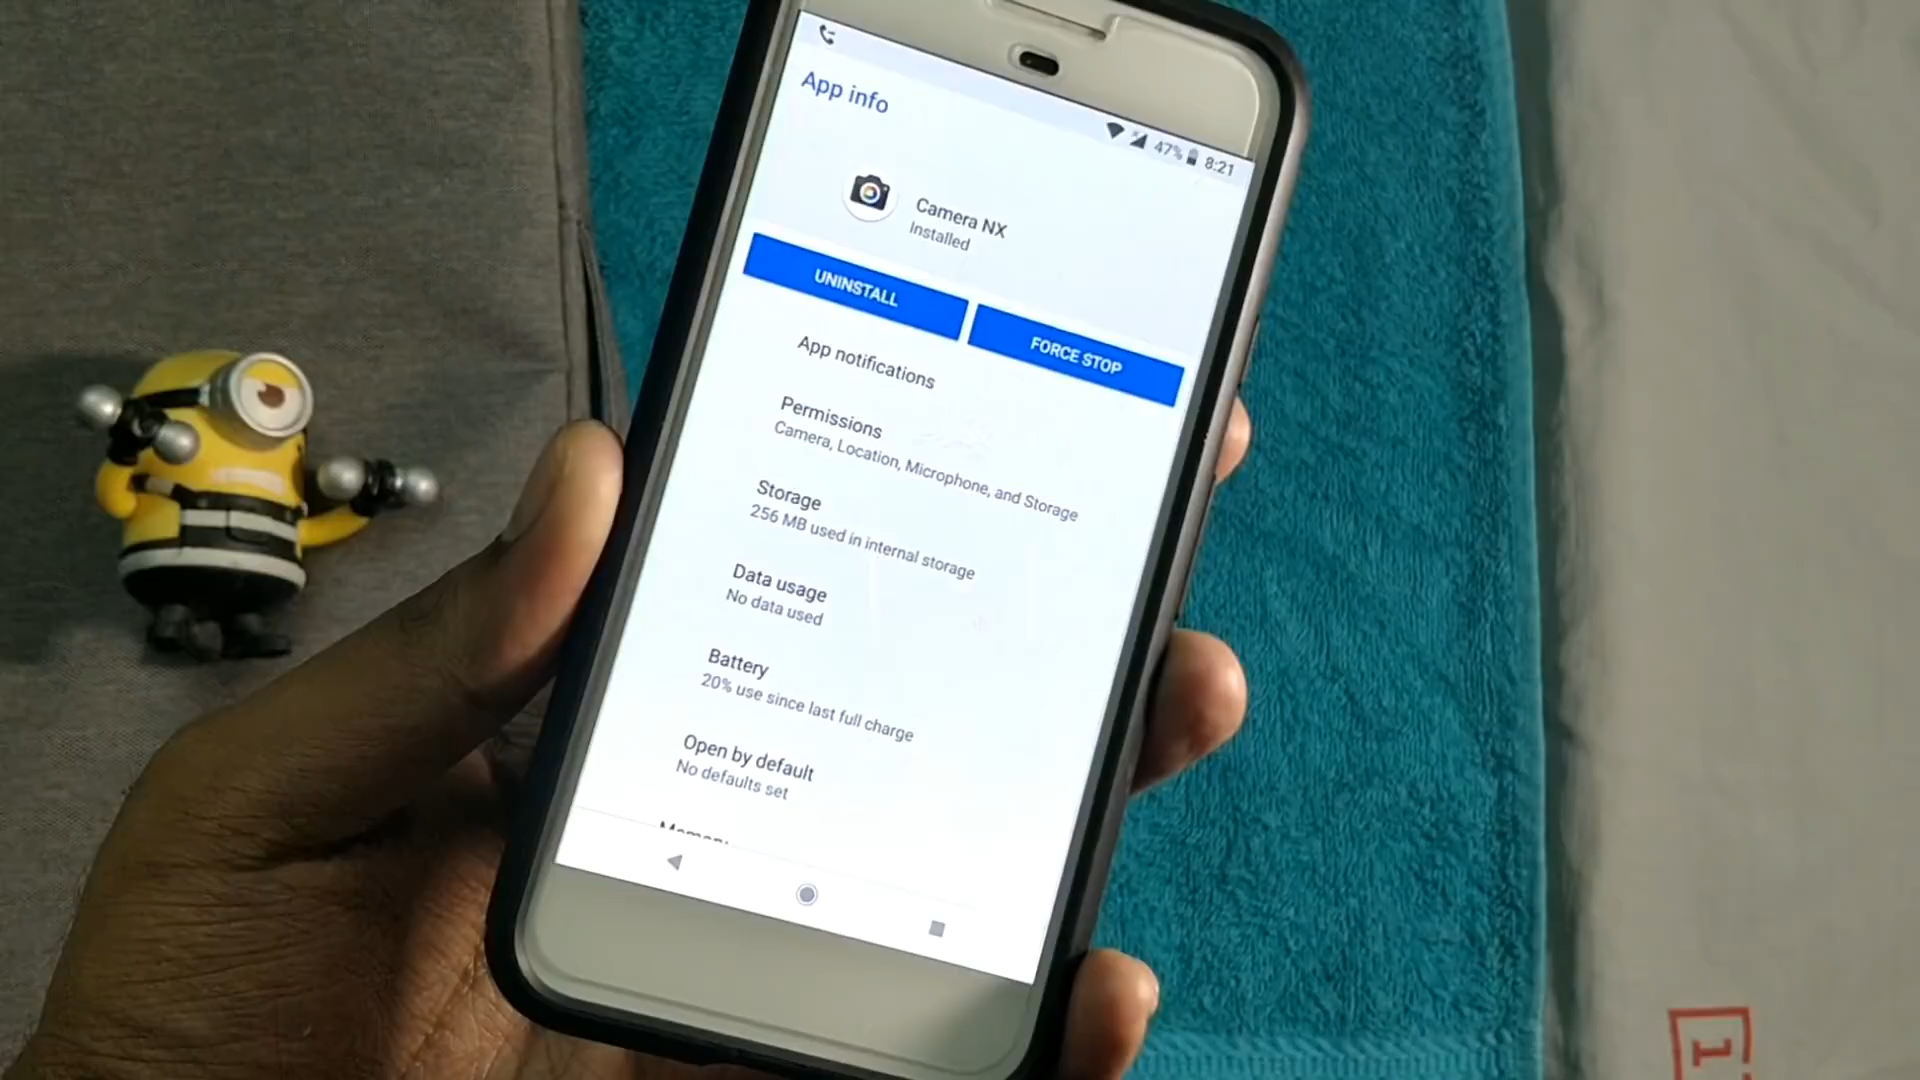 App info
47% 8:21
Camera NX
Installed
UNINSTALL
FORCE STOP
App notifications
Permissions
Camera, Location, Microphone, and Storage
Storage
256 MB used in internal storage
Data usage
No data used
Battery
20% use since last full charge
Open by default
No defaults set
Memory
1